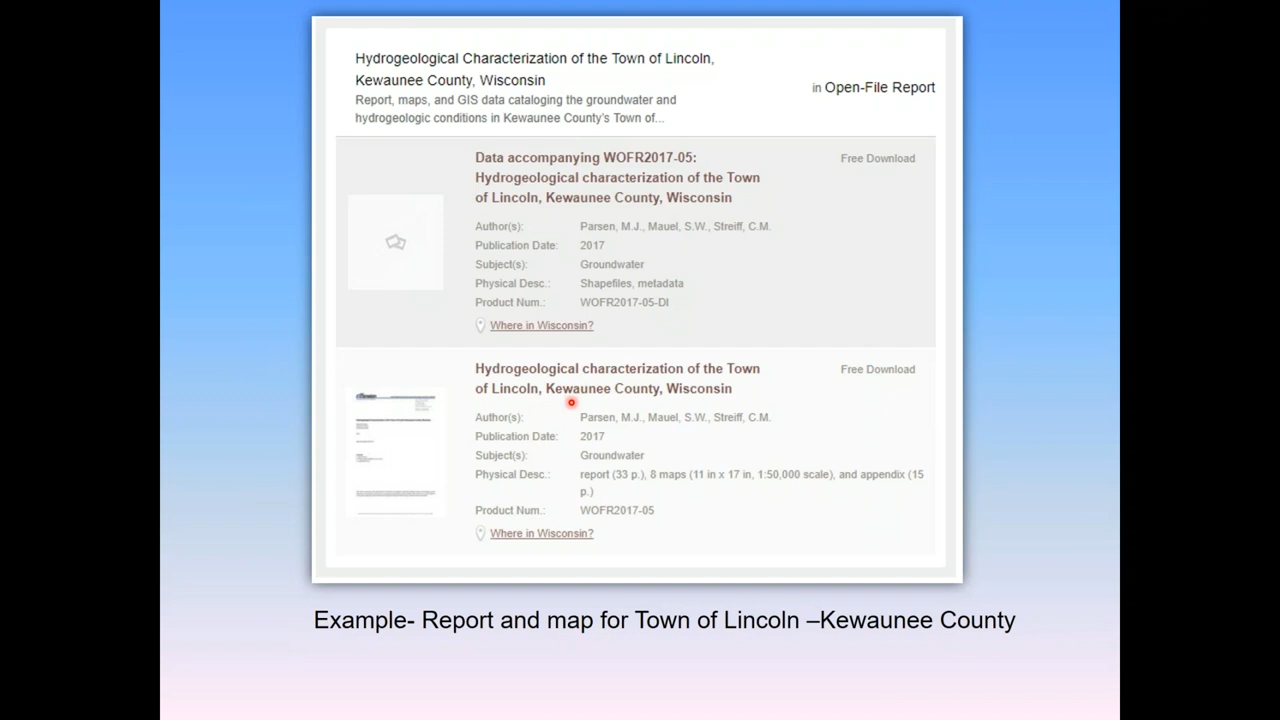 Hydrogeological Characterization of the Town of Lincoln,
Kewaunee County, Wisconsin
Report, maps, and GIS data cataloging the groundwater and
hydrogeologic conditions in Kewaunee County's Town of...
in Open-File Report
Data accompanying WOFR2017-05:
Hydrogeological characterization of the Town
of Lincoln, Kewaunee County, Wisconsin
Free Download
Author(s): Parsen, M.J., Mauel, S.W., Streiff, C.M.
Publication Date: 2017
Subject(s): Groundwater
Physical Desc.: Shapefiles, metadata
Product Num.: WOFR2017-05-DI
Where in Wisconsin?
Hydrogeological characterization of the Town
of Lincoln, Kewaunee County, Wisconsin
Free Download
Author(s): Parsen, M.J., Mauel, S.W., Streiff, C.M.
Publication Date: 2017
Subject(s): Groundwater
Physical Desc.: report (33 p.), 8 maps (11 in x 17 in, 1:50,000 scale), and appendix (15
p.)
Product Num.: WOFR2017-05
Where in Wisconsin?
Example- Report and map for Town of Lincoln –Kewaunee County